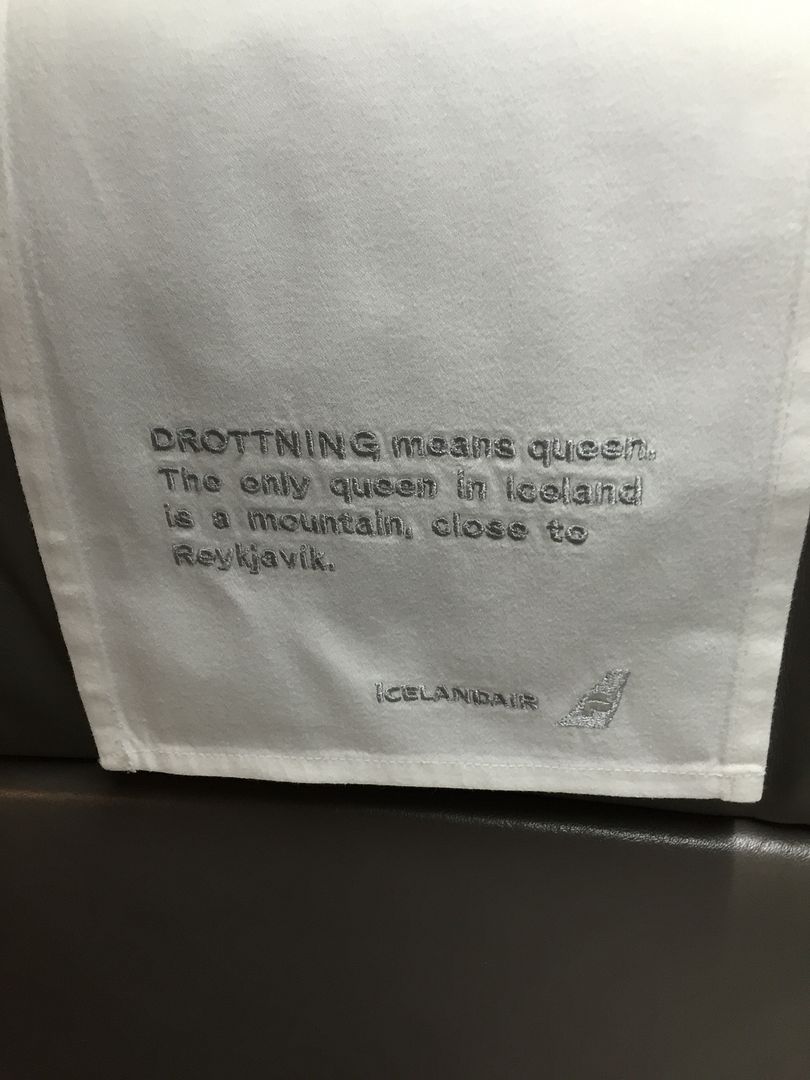 DROTTNING means queen.
The only queen in Iceland
is a mountain, close to
Reykjavik.
ICELANDAIR